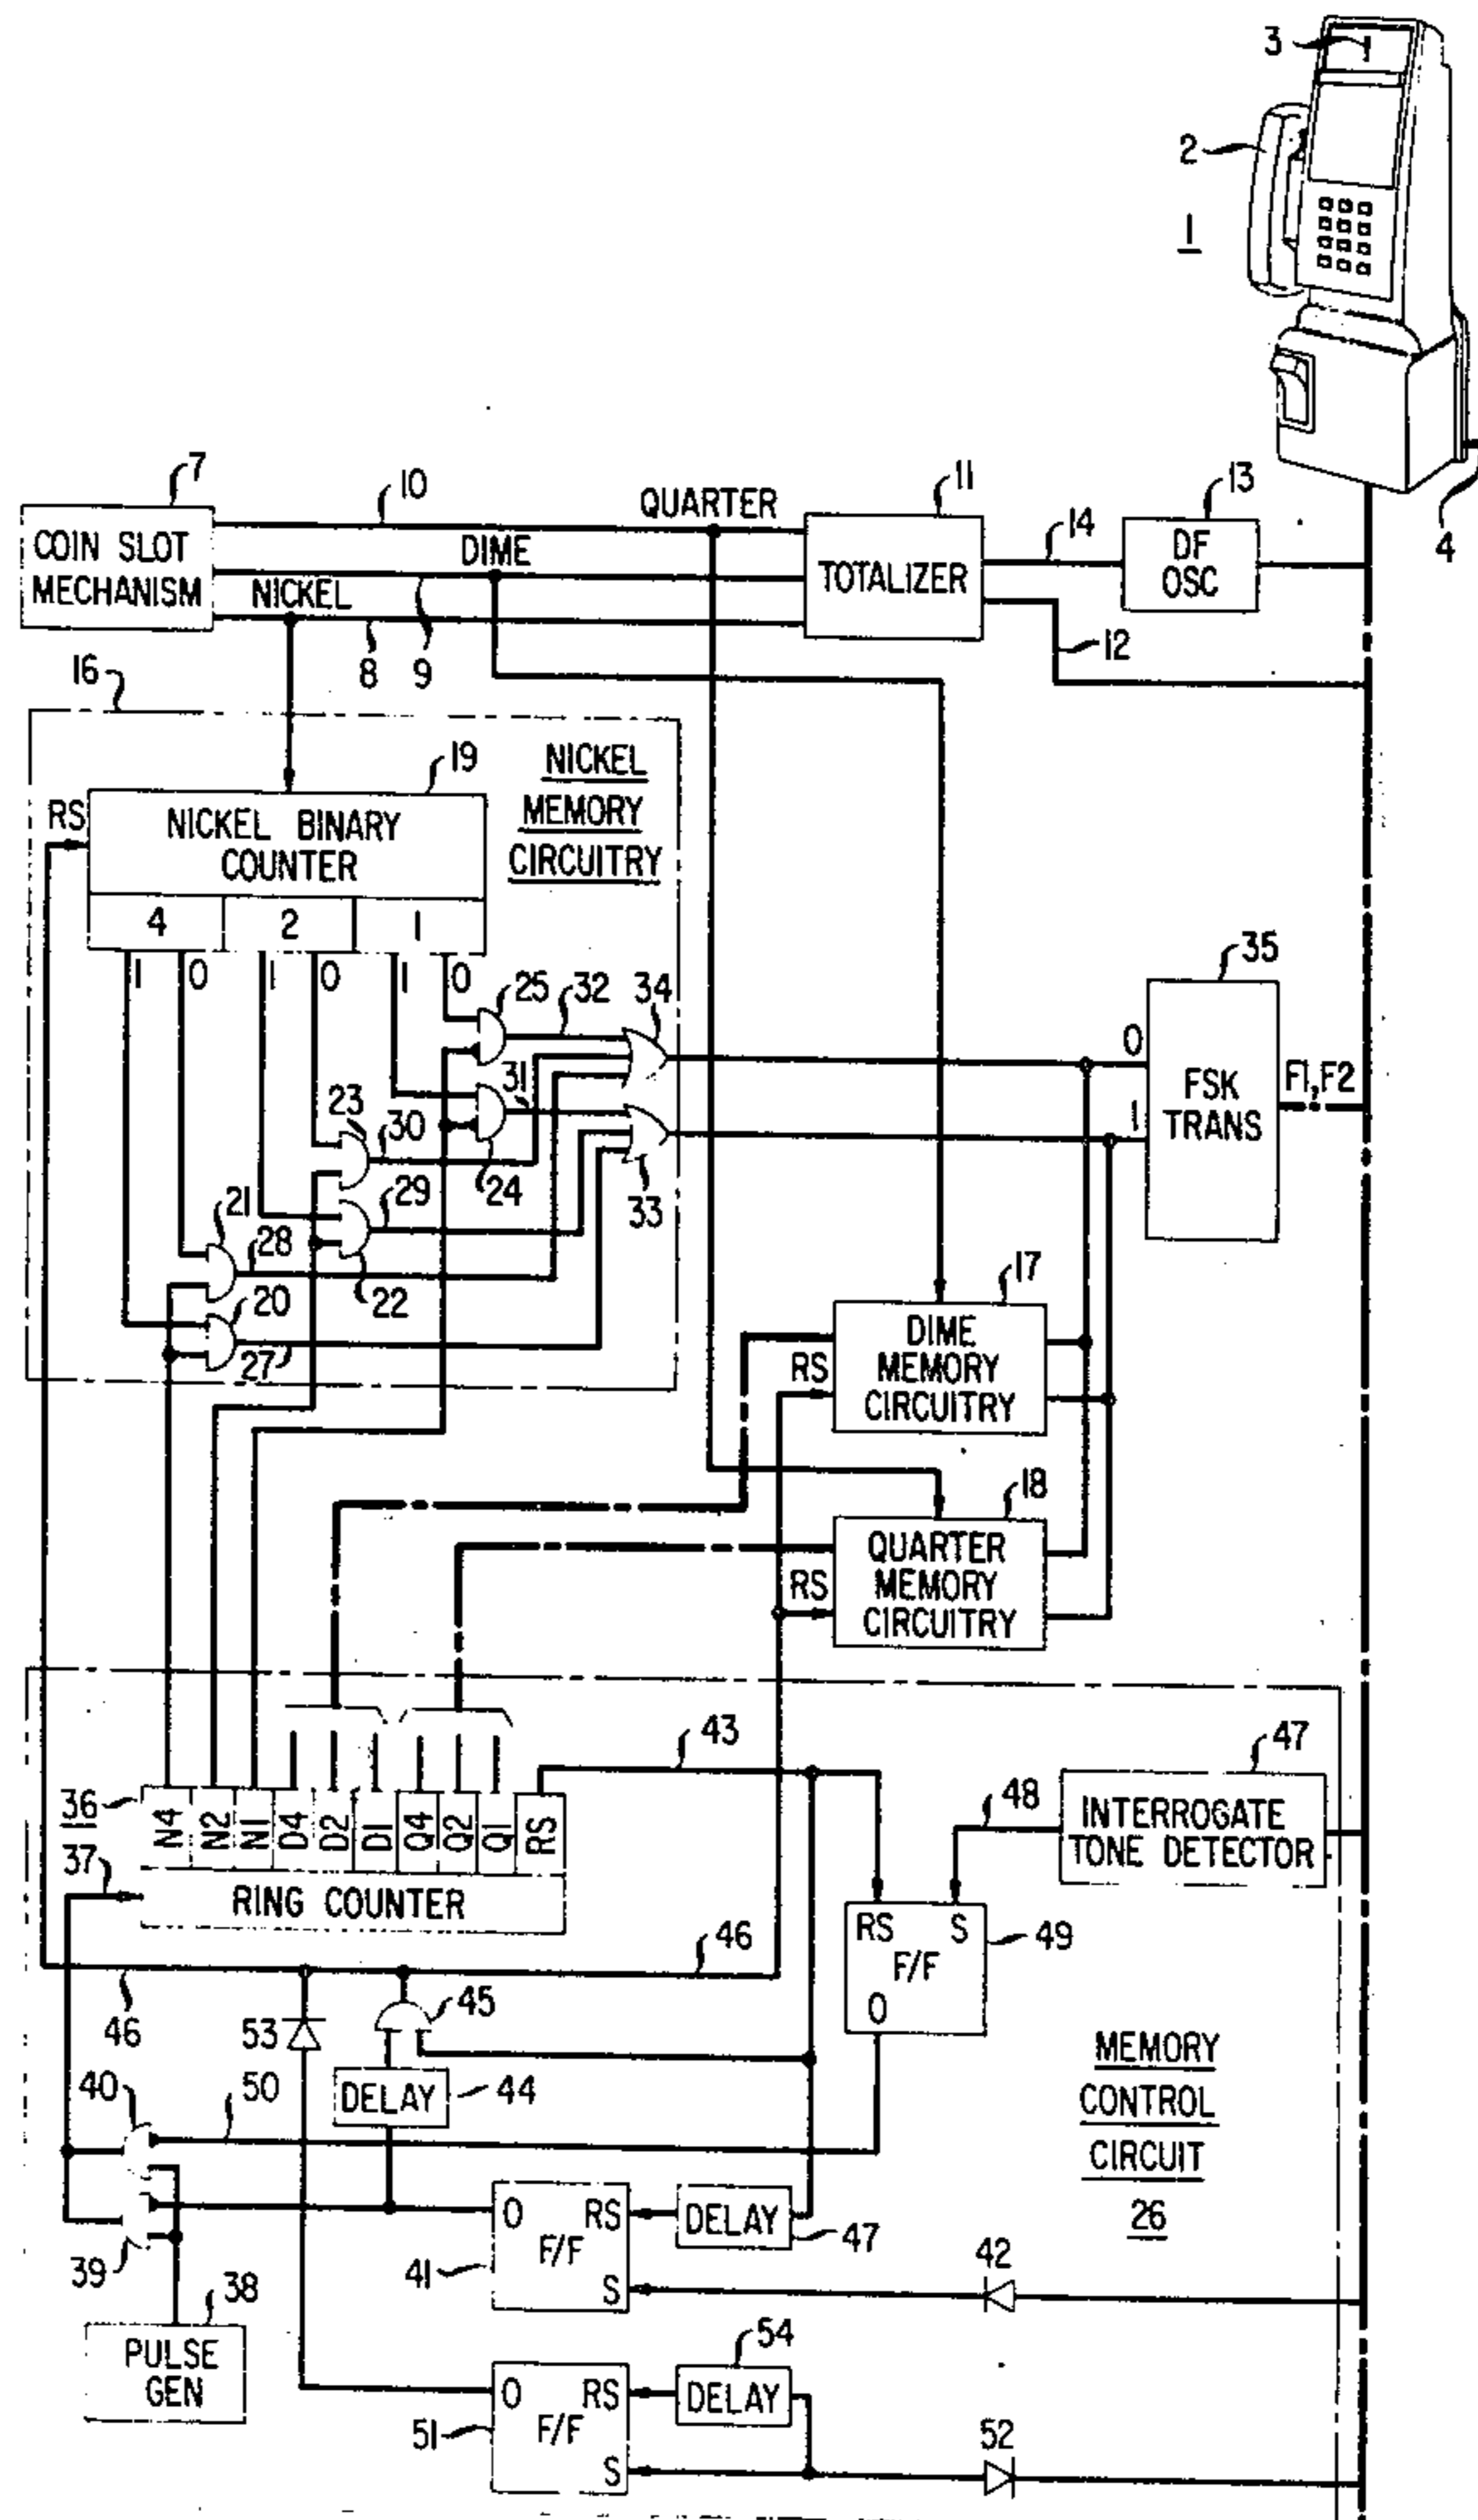 3
2
1
4
7
COIN SLOT
MECHANISM
10
QUARTER
DIME
NICKEL
8
9
11
TOTALIZER
14
13
DF
OSC
12
16
NICKEL
MEMORY
CIRCUITRY
19
RS
NICKEL BINARY
COUNTER
4 2 1
1 0 1 0 1 0
25 32 34
31
23 30
24
33
29
21
28
22
20
27
35
0
1
FSK
TRANS
F1,F2
17
DIME
MEMORY
CIRCUITRY
RS
18
QUARTER
MEMORY
CIRCUITRY
RS
43
47
48
INTERROGATE
TONE DETECTOR
36
N4 N2 N1 D4 D2 D1 Q4 Q2 Q1 RS
37
RING COUNTER
46
46
RS S
F/F
0
49
45
53
DELAY
44
40
50
MEMORY
CONTROL
CIRCUIT
26
0 RS
F/F
S
41
DELAY
47
42
39
38
PULSE
GEN
54
DELAY
0 RS
F/F
S
51
52